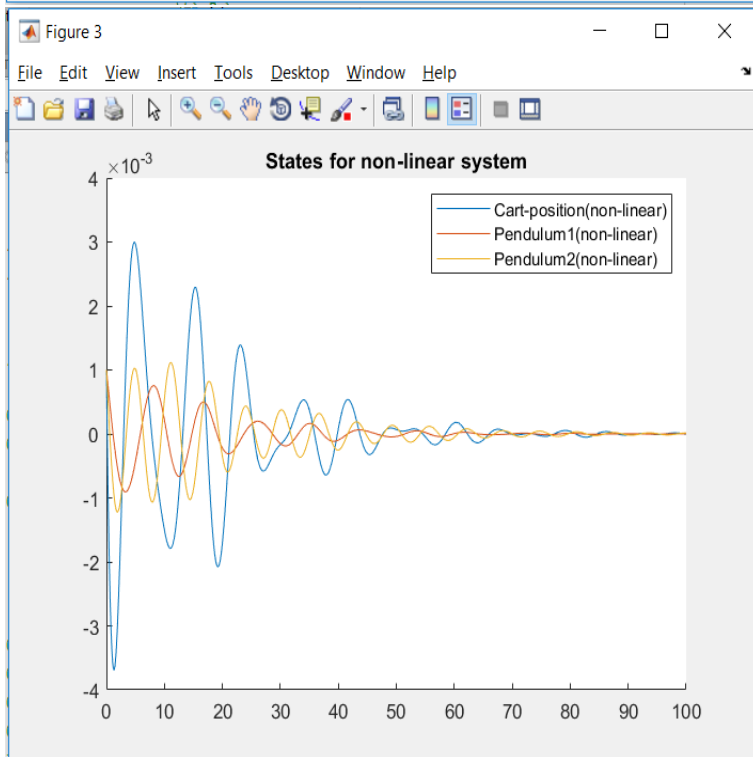 Figure 3
File Edit View Insert Tools Desktop Window Help
×10-3
States for non-linear system
Cart-position(non-linear)
Pendulum1(non-linear)
Pendulum2(non-linear)
4
3
2
1
0
-1
-2
-3
-4
0 10 20 30 40 50 60 70 80 90 100